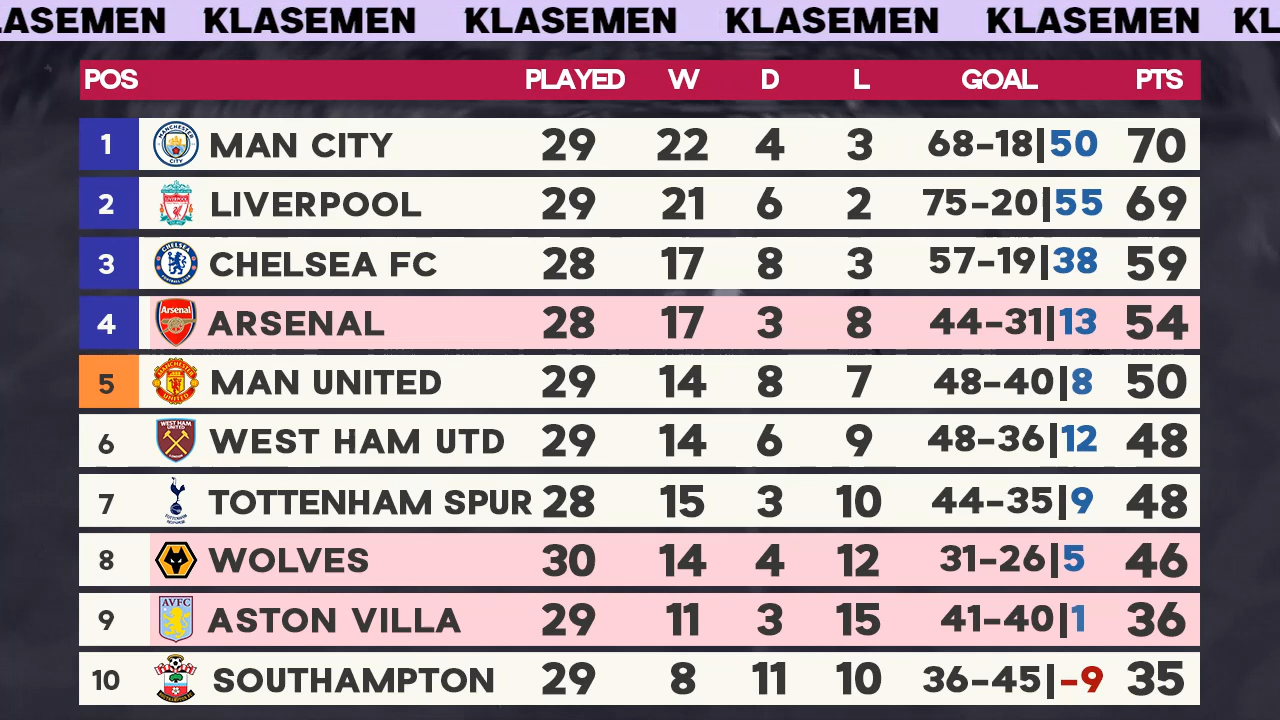 LASEMEN KLASEMEN KLASEMEN KLASEMEN KLASEMEN KL
POS PLAYED W D L GOAL PTS
1 MAN CITY 29 22 4 3 68-18|50 70
2 LIVERPOOL 29 21 6 2 75-20|55 69
3 CHELSEA FC 28 17 8 3 57-19|38 59
4 Arsenal ARSENAL 28 17 3 8 44-31|13 54
5 MAN UNITED 29 14 8 7 48-40|8 50
6 WEST HAM UTD 29 14 6 9 48-36|12 48
7 TOTTENHAM SPUR 28 15 3 10 44-35|9 48
8 WOLVES 30 14 4 12 31-26|5 46
9 AVFC ASTON VILLA 29 11 3 15 41-40|1 36
10 SOUTHAMPTON 29 8 11 10 36-45|-9 35